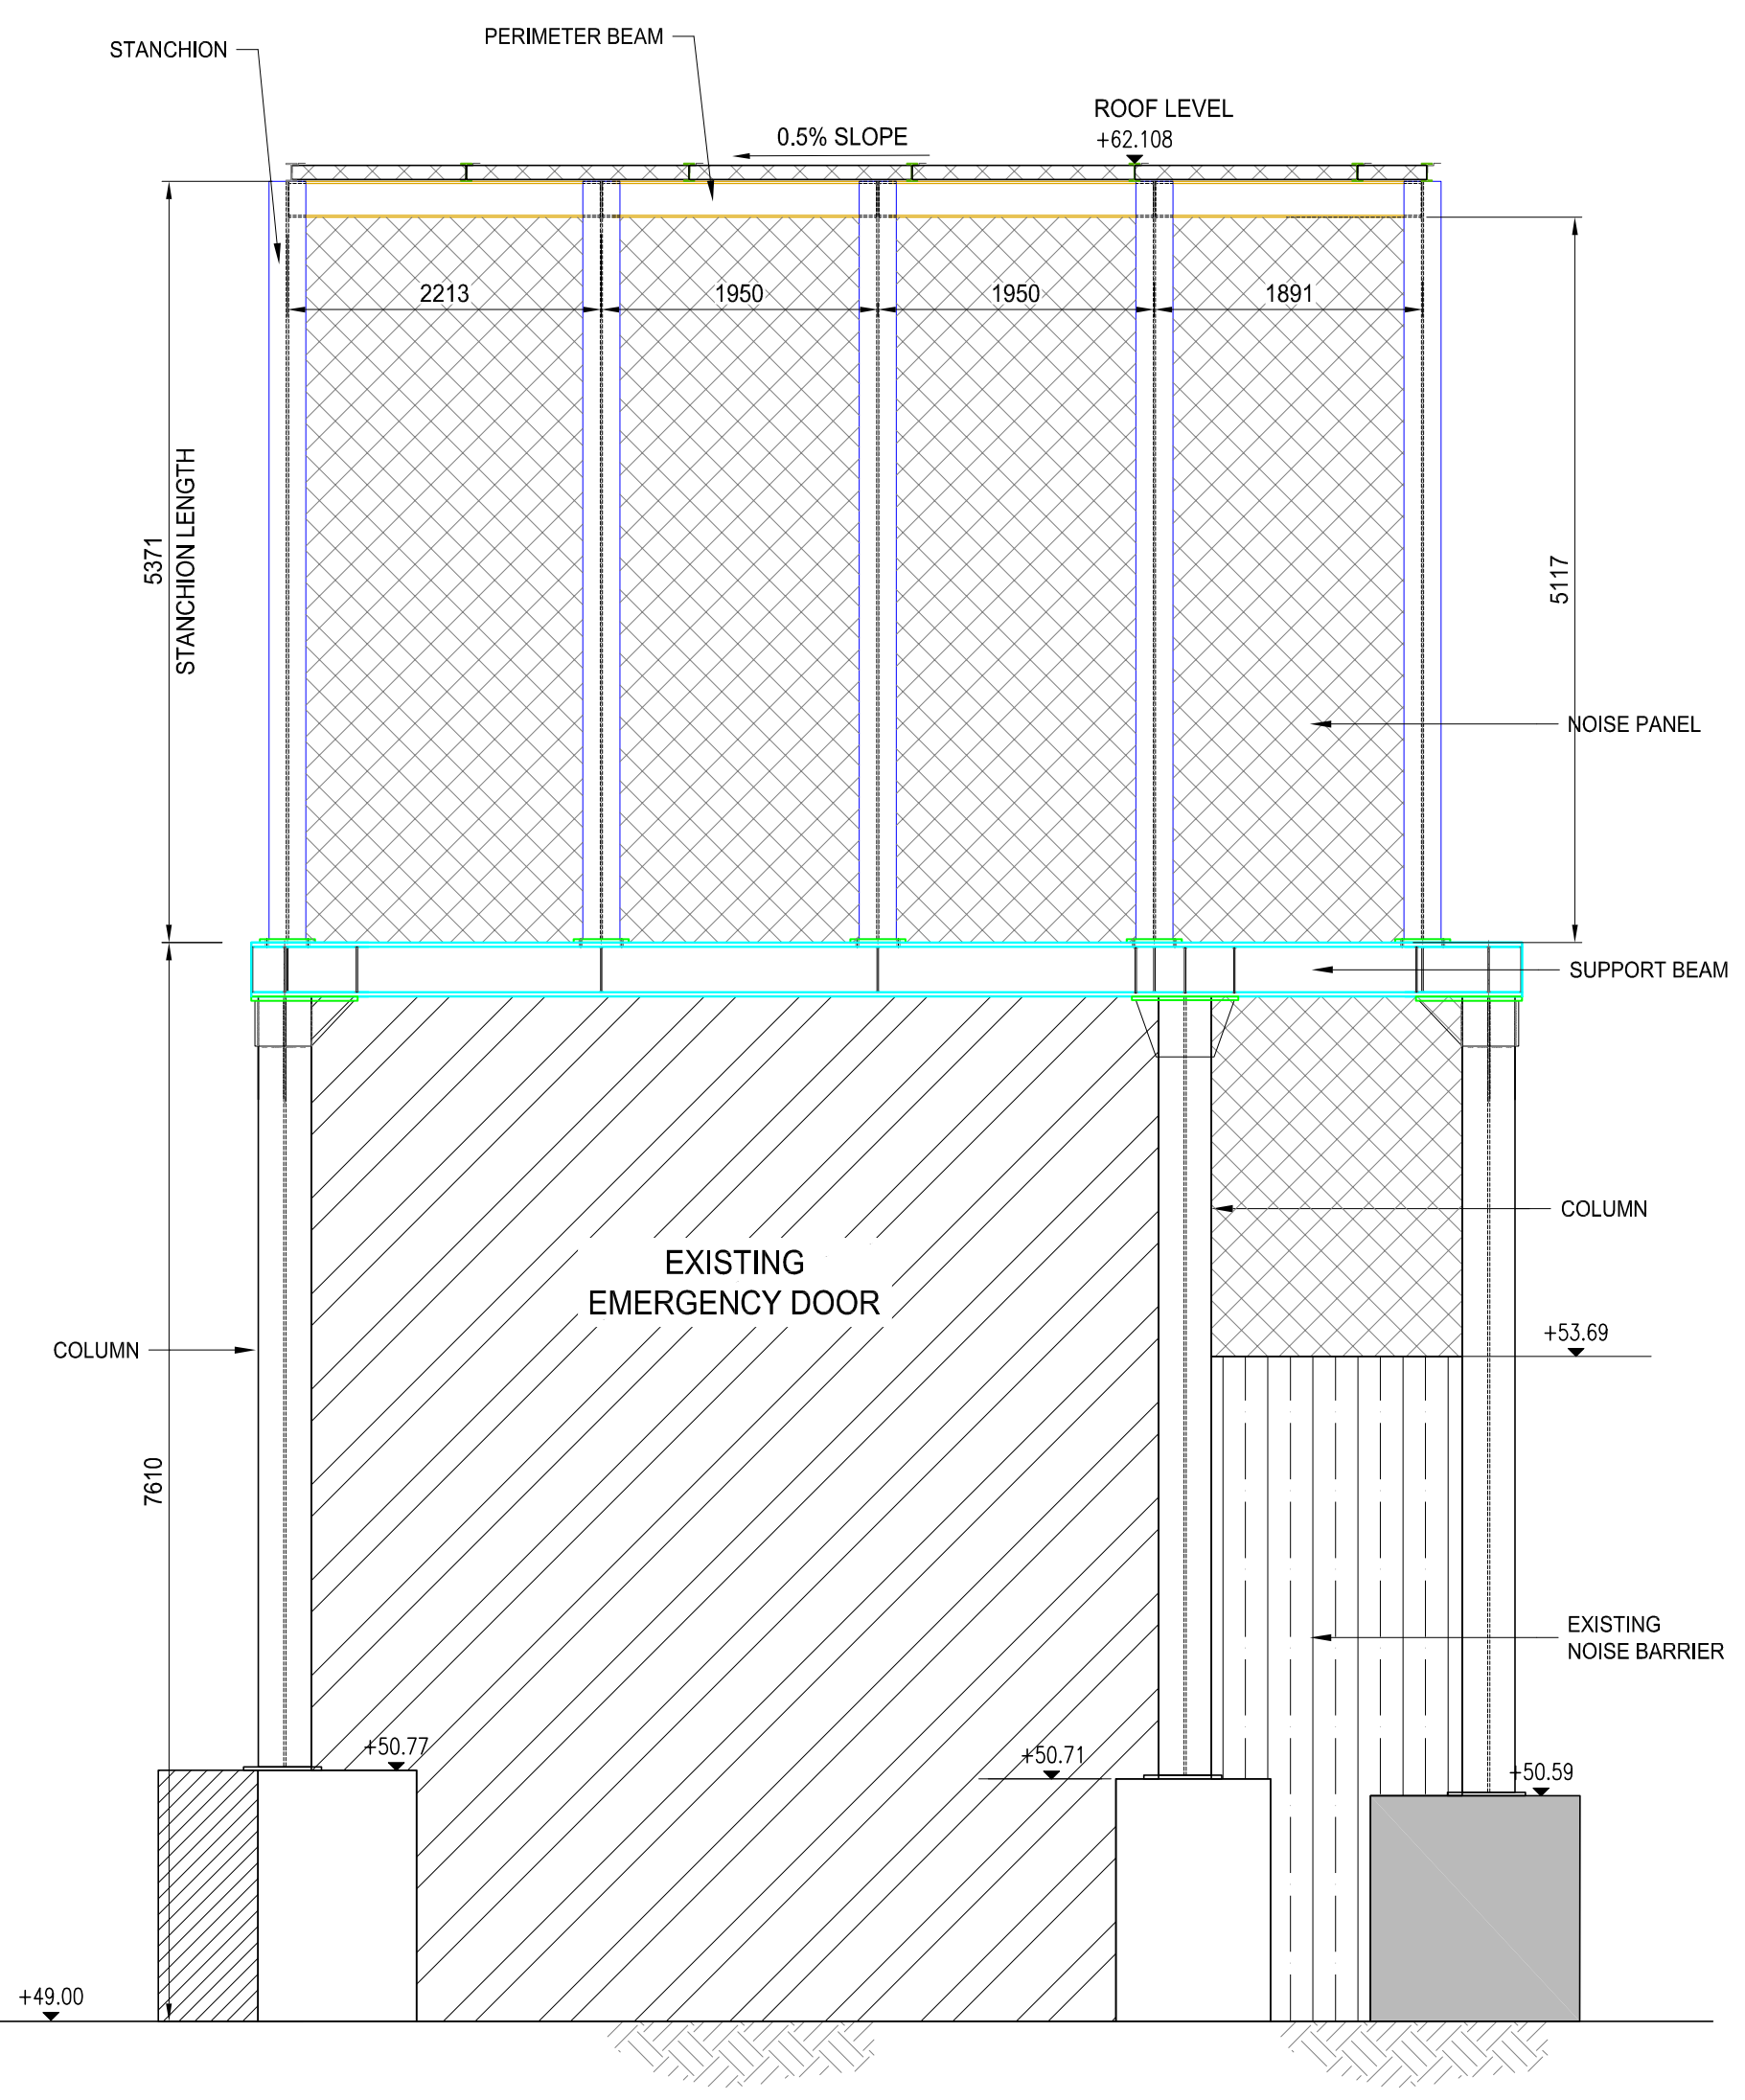 PERIMETER BEAM
STANCHION
ROOF LEVEL
+62.108
0.5% SLOPE
2213
1950
1950
1891
5371
STANCHION LENGTH
5117
NOISE PANEL
SUPPORT BEAM
COLUMN
EXISTING
EMERGENCY DOOR
+53.69
COLUMN
7610
EXISTING
NOISE BARRIER
+50.77
+50.71
+50.59
+49.00